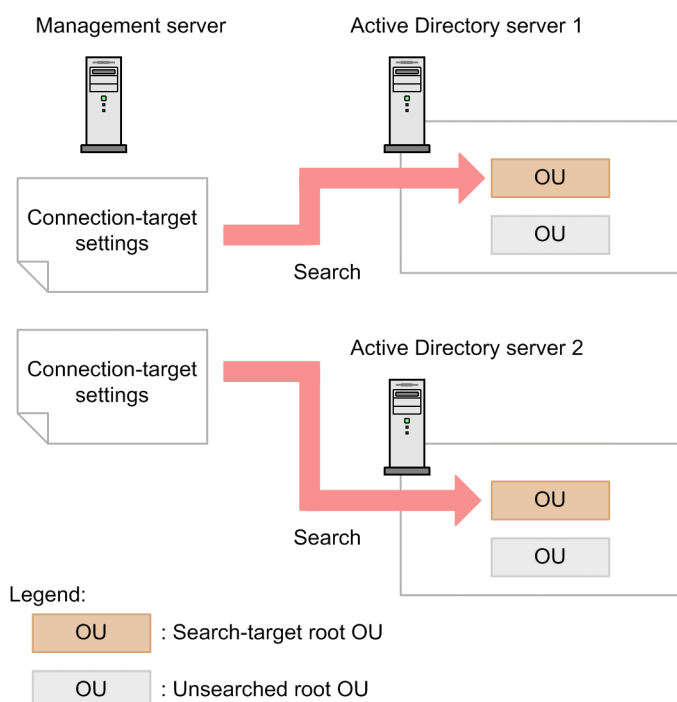 Management server
Active Directory server 1
Connection-target
settings
OU
OU
Search
Connection-target
settings
Active Directory server 2
OU
OU
Search
Legend:
OU : Search-target root OU
OU : Unsearched root OU